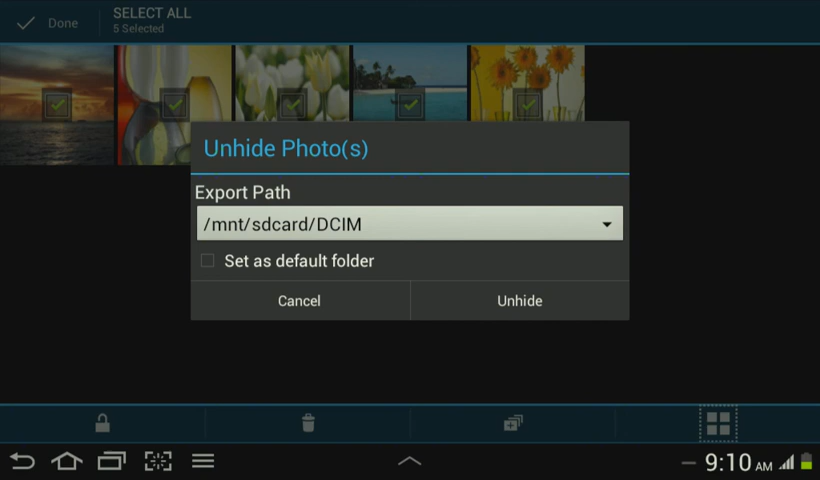 Done
SELECT ALL
5 Selected
Unhide Photo(s)
Export Path
/mnt/sdcard/DCIM
Set as default folder
Cancel
Unhide
9:10 AM